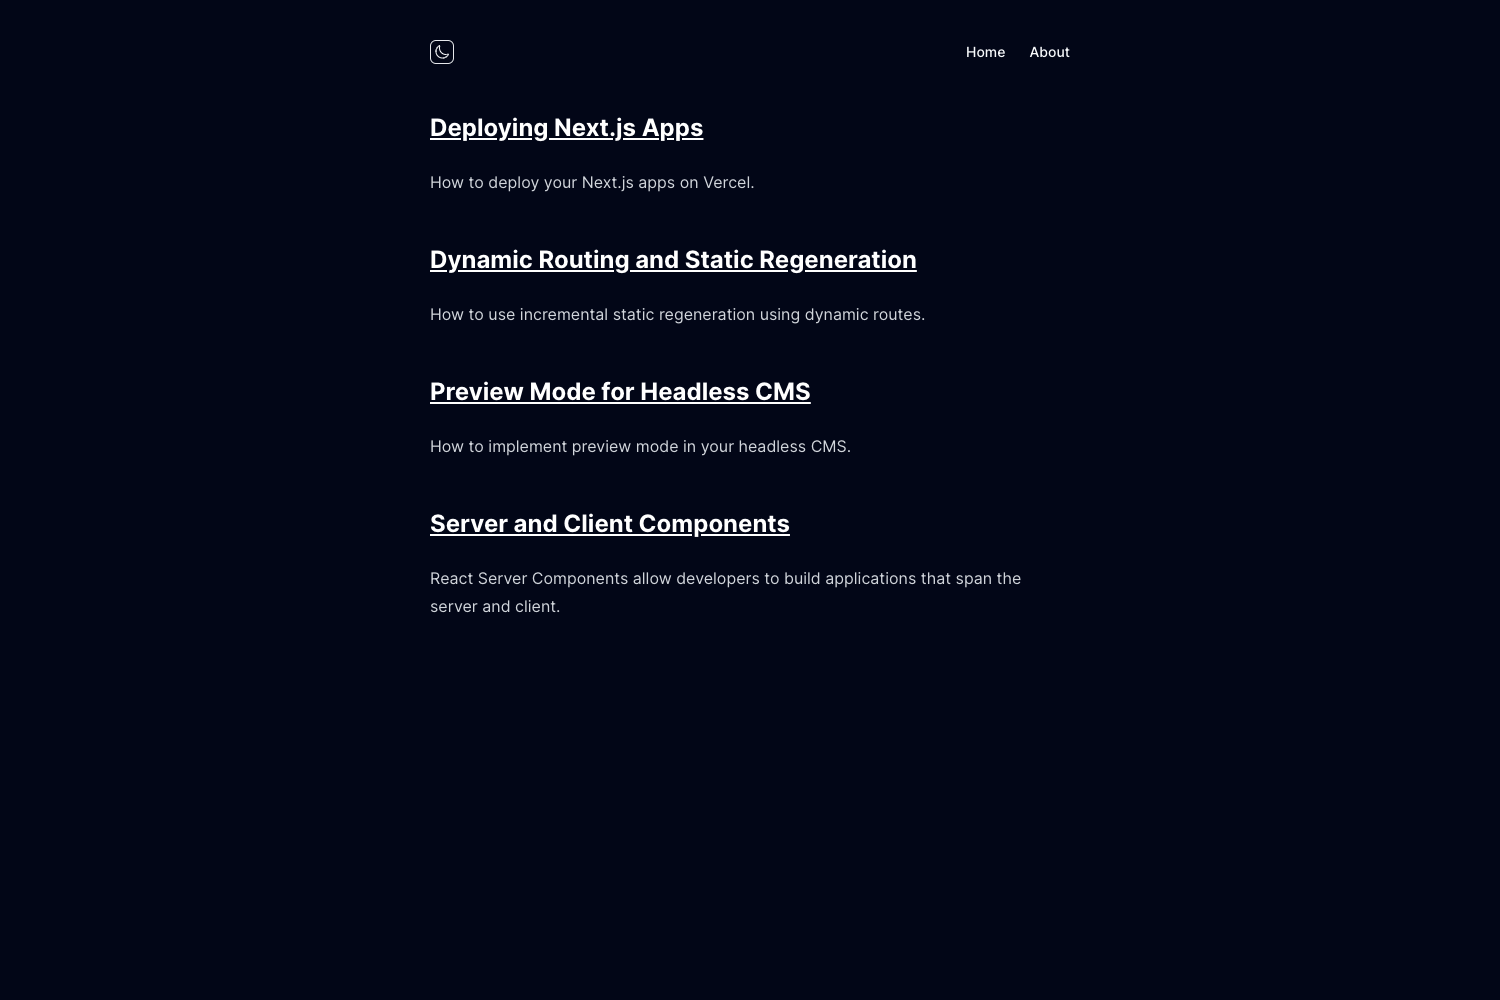 Home About
Deploying Next.js Apps
How to deploy your Next.js apps on Vercel.
Dynamic Routing and Static Regeneration
How to use incremental static regeneration using dynamic routes.
Preview Mode for Headless CMS
How to implement preview mode in your headless CMS.
Server and Client Components
React Server Components allow developers to build applications that span the
server and client.